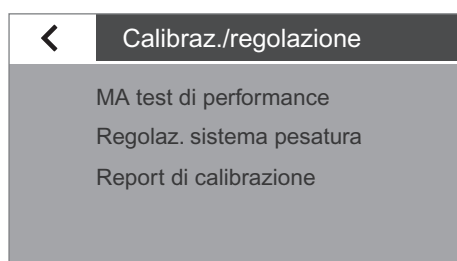 Calibraz./regolazione
MA test di performance
Regolaz. sistema pesatura
Report di calibrazione